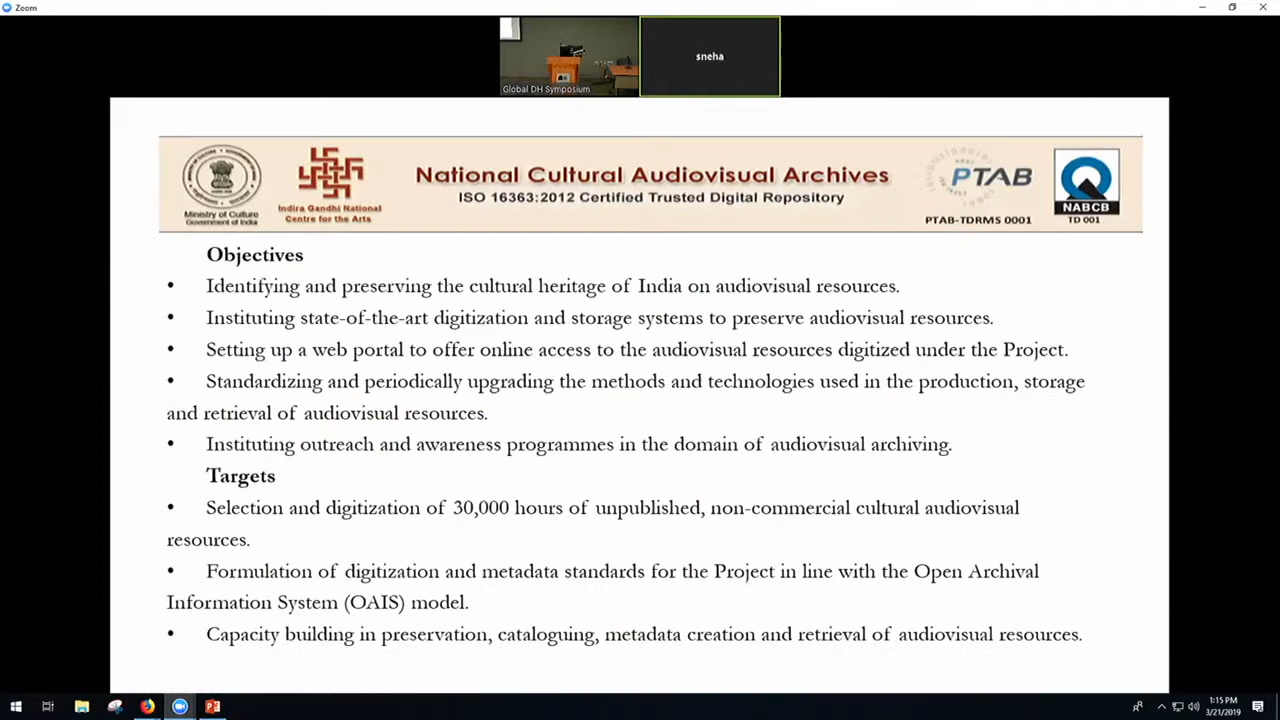 Zoom
Global DH Symposium
sneha
Ministry of Culture
Government of India
Indira Gandhi National
Centre for the Arts
National Cultural Audiovisual Archives
ISO 16363:2012 Certified Trusted Digital Repository
PTAB
PTAB-TDRMS 0001
NABCB
TD 001
Objectives
• Identifying and preserving the cultural heritage of India on audiovisual resources.
• Instituting state-of-the-art digitization and storage systems to preserve audiovisual resources.
• Setting up a web portal to offer online access to the audiovisual resources digitized under the Project.
• Standardizing and periodically upgrading the methods and technologies used in the production, storage
and retrieval of audiovisual resources.
• Instituting outreach and awareness programmes in the domain of audiovisual archiving.
Targets
• Selection and digitization of 30,000 hours of unpublished, non-commercial cultural audiovisual
resources.
• Formulation of digitization and metadata standards for the Project in line with the Open Archival
Information System (OAIS) model.
• Capacity building in preservation, cataloguing, metadata creation and retrieval of audiovisual resources.
1:15 PM
3/21/2019